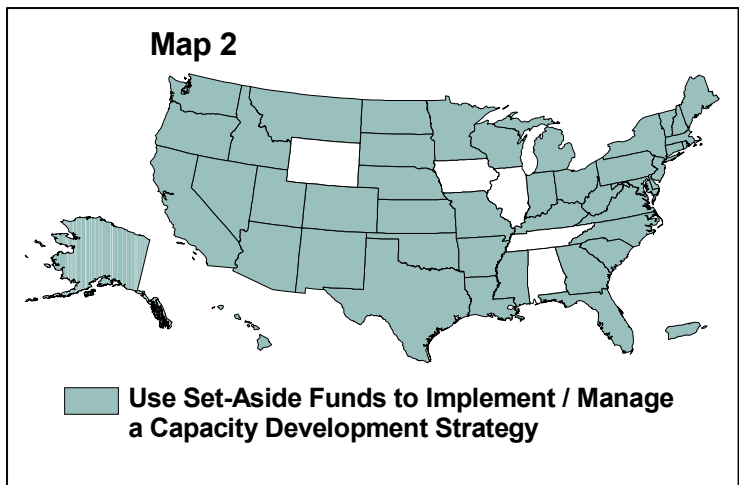 Map 2
Use Set-Aside Funds to Implement / Manage
a Capacity Development Strategy